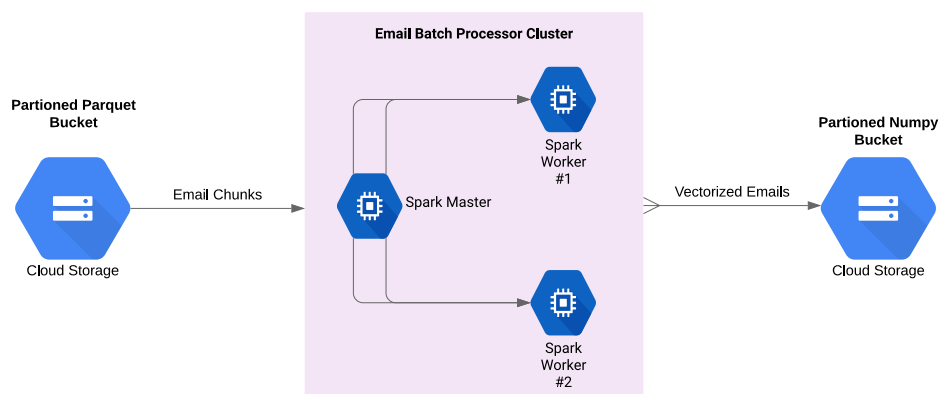 Email Batch Processor Cluster
Partioned Parquet
Bucket
Cloud Storage
Email Chunks
Spark Master
Spark
Worker
#1
Spark
Worker
#2
Vectorized Emails
Partioned Numpy
Bucket
Cloud Storage